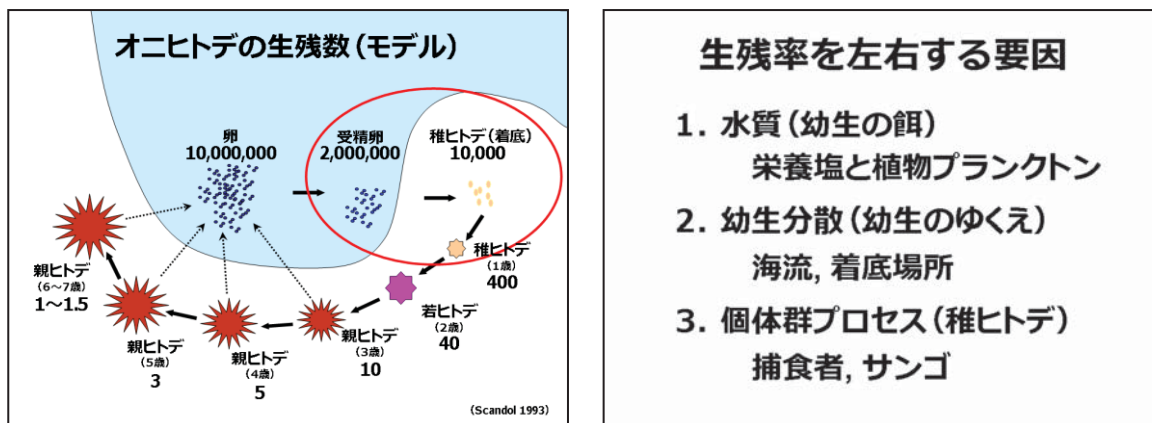 オニヒトデの生残数（モデル）
卵
10,000,000
受精卵
2,000,000
稚ヒトデ（着底）
10,000
稚ヒトデ
（1歳）
400
若ヒトデ
（2歳）
40
親ヒトデ
（3歳）
10
親ヒトデ
（4歳）
5
親ヒトデ
（5歳）
3
親ヒトデ
（6～7歳）
1～1.5
（Scandol 1993）
生残率を左右する要因
1. 水質（幼生の餌）
栄養塩と植物プランクトン
2. 幼生分散（幼生のゆくえ）
海流, 着底場所
3. 個体群プロセス（稚ヒトデ）
捕食者, サンゴ